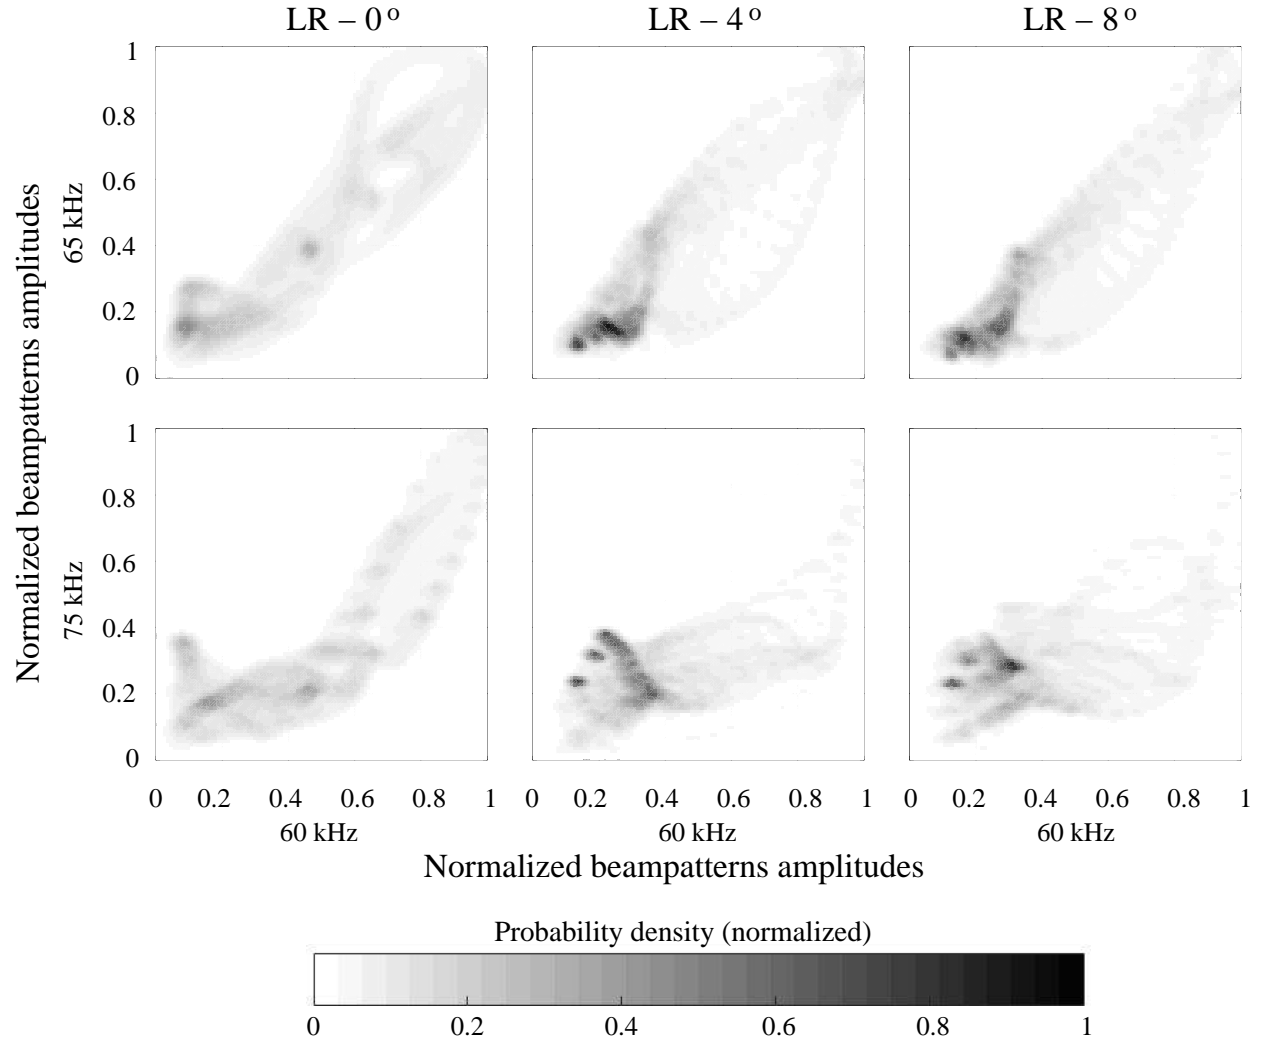 LR – 0° LR – 4° LR – 8°
Normalized beampatterns amplitudes
65 kHz
1
0.8
0.6
0.4
0.2
0
75 kHz
1
0.8
0.6
0.4
0.2
0
0 0.2 0.4 0.6 0.8 1 0 0.2 0.4 0.6 0.8 1 0 0.2 0.4 0.6 0.8 1
60 kHz 60 kHz 60 kHz
Normalized beampatterns amplitudes
Probability density (normalized)
0 0.2 0.4 0.6 0.8 1